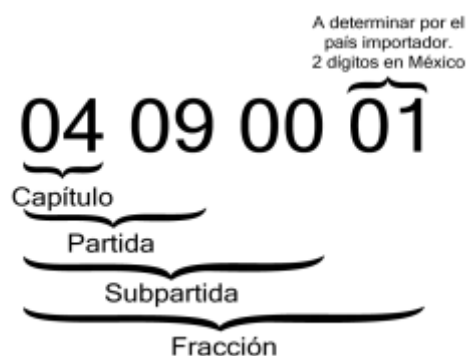 A determinar por el
país importador.
2 dígitos en México
04 09 00 01
Capítulo
Partida
Subpartida
Fracción